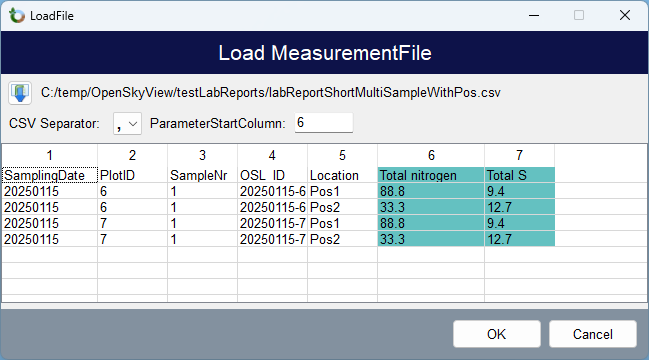 LoadFile
Load MeasurementFile
C:/temp/OpenSkyView/testLabReports/labReportShortMultiSampleWithPos.csv
CSV Separator: , ParameterStartColumn: 6
1 2 3 4 5 6 7
SamplingDate PlotID SampleNr OSL_ID Location Total nitrogen Total S
20250115 6 1 20250115-6 Pos1 88.8 9.4
20250115 6 1 20250115-6 Pos2 33.3 12.7
20250115 7 1 20250115-7 Pos1 88.8 9.4
20250115 7 1 20250115-7 Pos2 33.3 12.7
OK Cancel